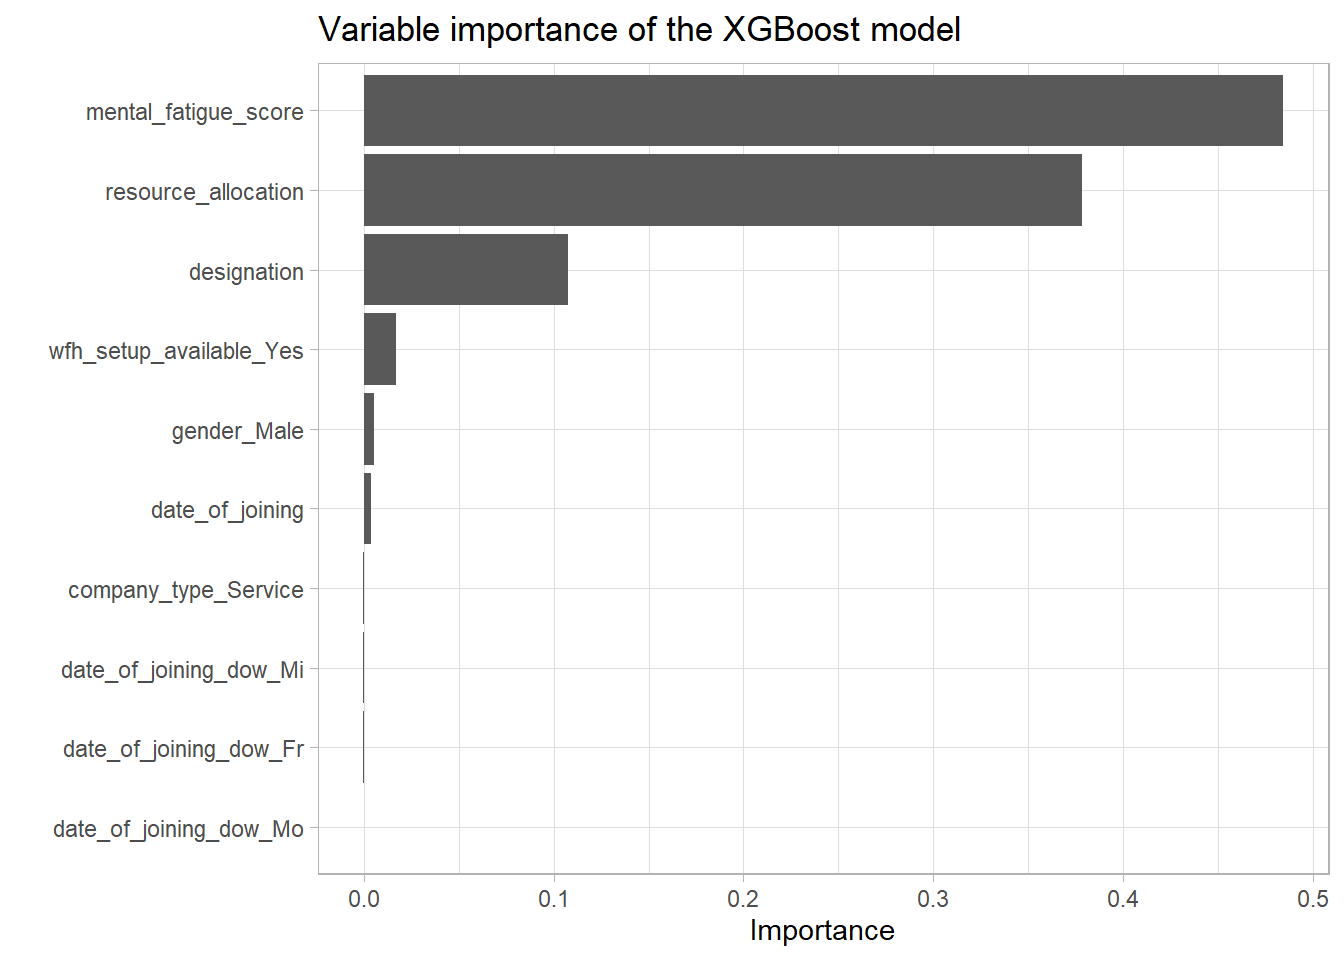 Variable importance of the XGBoost model
mental_fatigue_score
resource_allocation
designation
wfh_setup_available_Yes
gender_Male
date_of_joining
company_type_Service
date_of_joining_dow_Mi
date_of_joining_dow_Fr
date_of_joining_dow_Mo
0.0 0.1 0.2 0.3 0.4 0.5
Importance